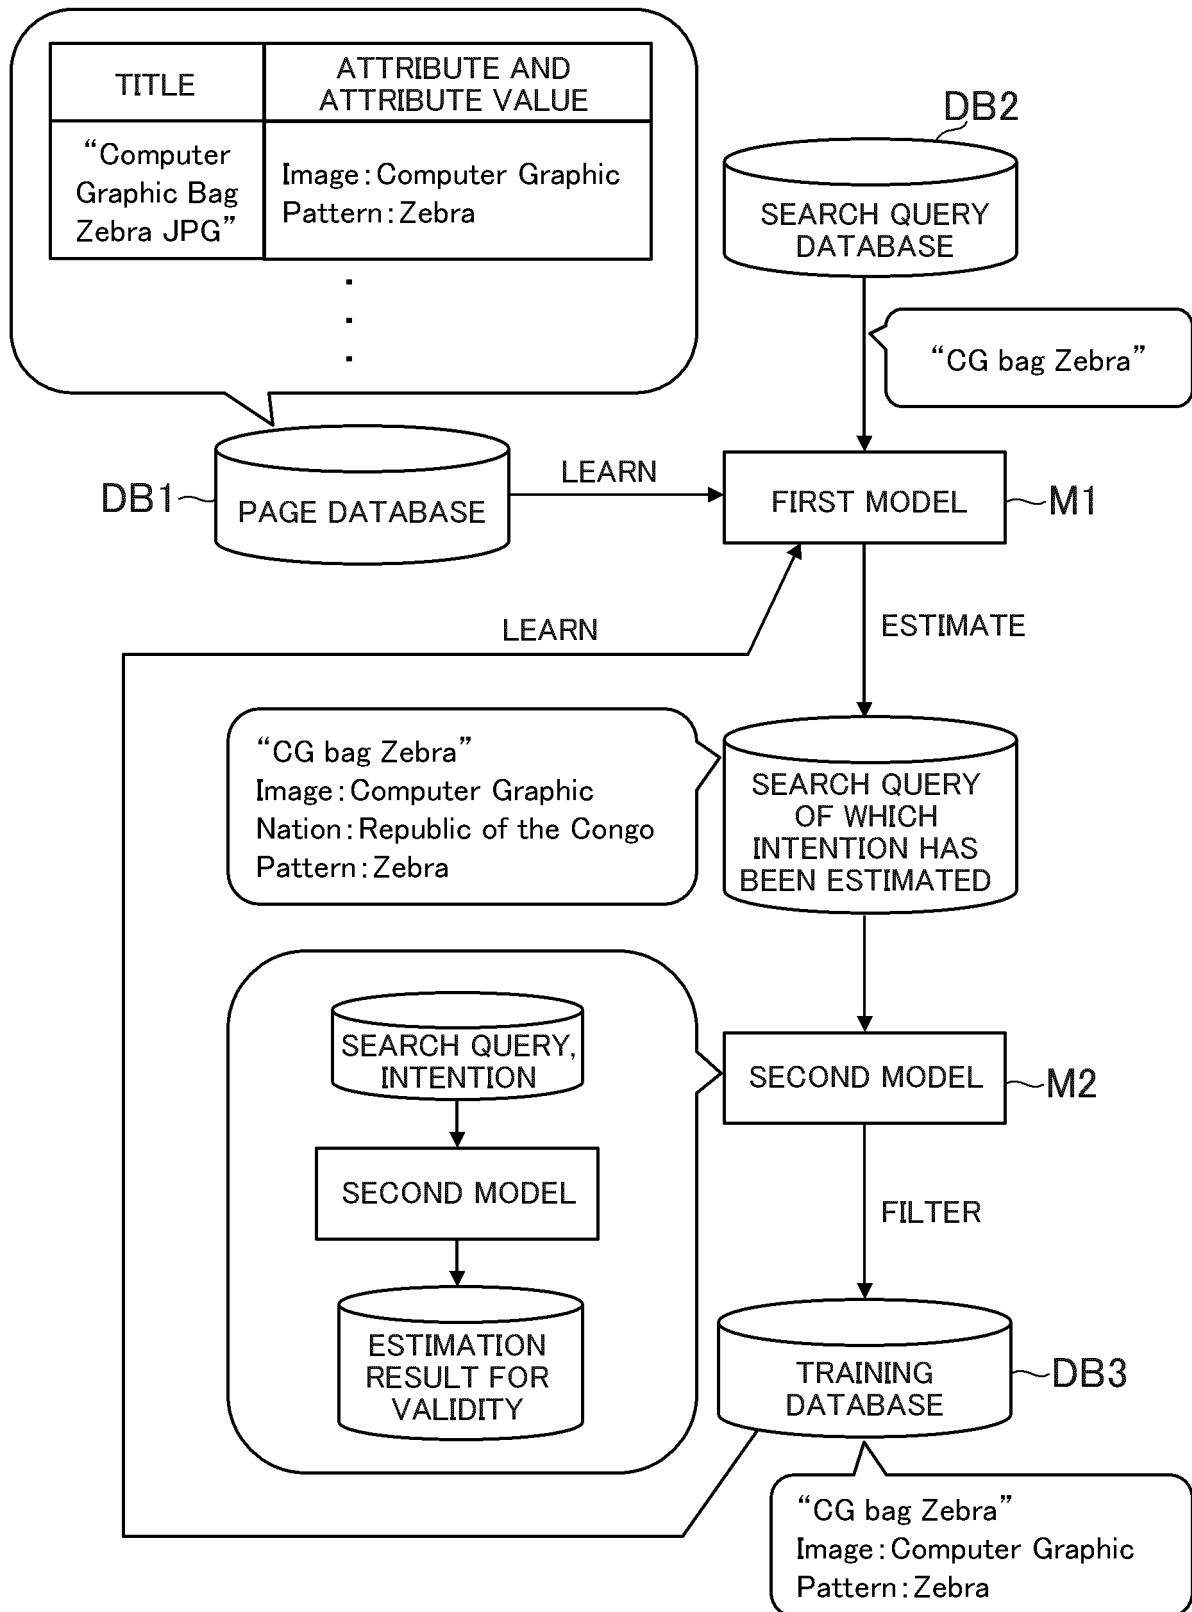 TITLE
ATTRIBUTE AND
ATTRIBUTE VALUE
“Computer
Graphic Bag
Zebra JPG”
Image:Computer Graphic
Pattern:Zebra
DB2
SEARCH QUERY
DATABASE
“CG bag Zebra”
DB1
PAGE DATABASE
LEARN
FIRST MODEL
M1
LEARN
ESTIMATE
“CG bag Zebra”
Image:Computer Graphic
Nation:Republic of the Congo
Pattern:Zebra
SEARCH QUERY
OF WHICH
INTENTION HAS
BEEN ESTIMATED
SEARCH QUERY,
INTENTION
SECOND MODEL
ESTIMATION
RESULT FOR
VALIDITY
SECOND MODEL
M2
FILTER
TRAINING
DATABASE
DB3
“CG bag Zebra”
Image:Computer Graphic
Pattern:Zebra